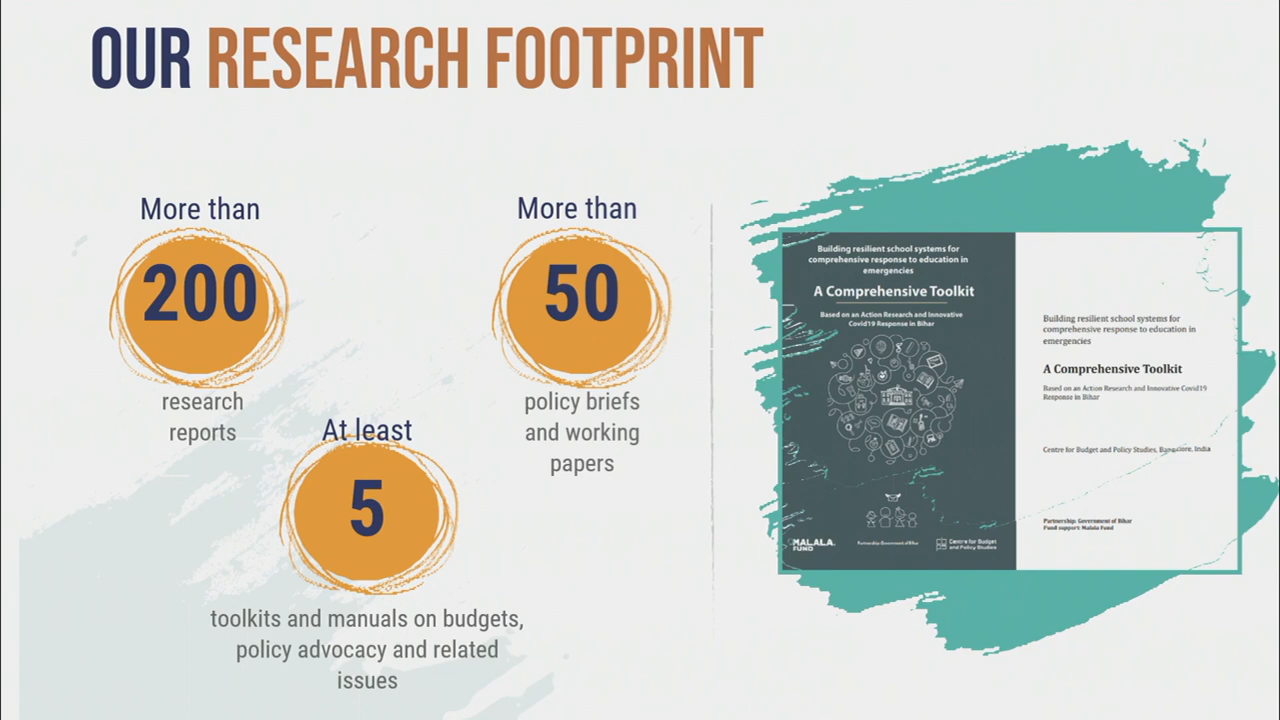 OUR RESEARCH FOOTPRINT
More than
200
research
reports
More than
50
policy briefs
and working
papers
At least
5
toolkits and manuals on budgets,
policy advocacy and related
issues
Building resilient school systems for
comprehensive response to education in
emergencies
A Comprehensive Toolkit
Based on an Action Research and Innovative
Covid19 Response in Bihar
MALALA
FUND
Partnership: Government of Bihar
Centre for Budget
and Policy Studies
Building resilient school systems for
comprehensive response to education in
emergencies
A Comprehensive Toolkit
Based on an Action Research and Innovative Covid19
Response in Bihar
Centre for Budget and Policy Studies, Bangalore, India
Partnership: Government of Bihar
Fund support: Malala Fund